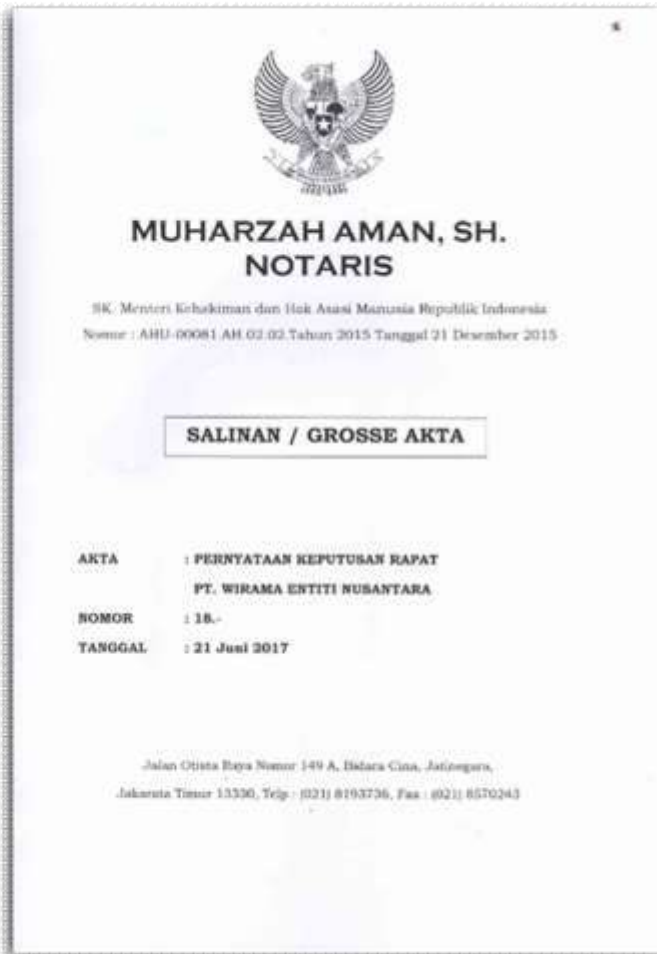 MUHARZAH AMAN, SH.
NOTARIS
SK. Menteri Kehakiman dan Hak Asasi Manusia Republik Indonesia
Nomor : AHU-00081.AH.02.02.Tahun 2015 Tanggal 21 Desember 2015
SALINAN / GROSSE AKTA
AKTA : PERNYATAAN KEPUTUSAN RAPAT
PT. WIRAMA ENTITI NUSANTARA
NOMOR : 18.-
TANGGAL : 21 Juni 2017
Jalan Otista Raya Nomor 149 A, Bidara Cina, Jatinegara,
Jakarata Timur 13330, Telp : (021) 8193736, Fax : (021) 8570243